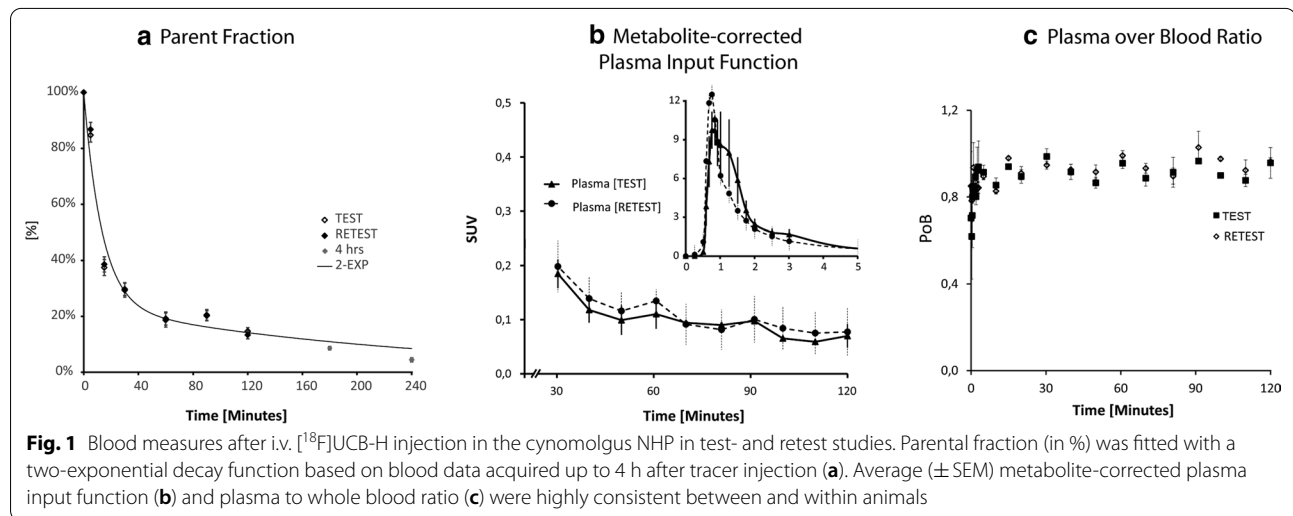 a Parent Fraction
100%
80%
60%
40%
20%
0%
[%]
TEST
RETEST
4 hrs
2-EXP
0 40 80 120 160 200 240
Time [Minutes]
b Metabolite-corrected
Plasma Input Function
0,5
0,4
0,3
0,2
0,1
0,0
SUV
12
9
6
3
0
0 1 2 3 4 5
Plasma [TEST]
Plasma [RETEST]
30 40 50 60 70 80 90 100 110 120
Time [Minutes]
c Plasma over Blood Ratio
1,2
0,8
0,4
0,0
PoB
TEST
RETEST
0 30 60 90 120
Time [Minutes]
Fig. 1 Blood measures after i.v. [¹⁸F]UCB-H injection in the cynomolgus NHP in test- and retest studies. Parental fraction (in %) was fitted with a
two-exponential decay function based on blood data acquired up to 4 h after tracer injection (a). Average (± SEM) metabolite-corrected plasma
input function (b) and plasma to whole blood ratio (c) were highly consistent between and within animals